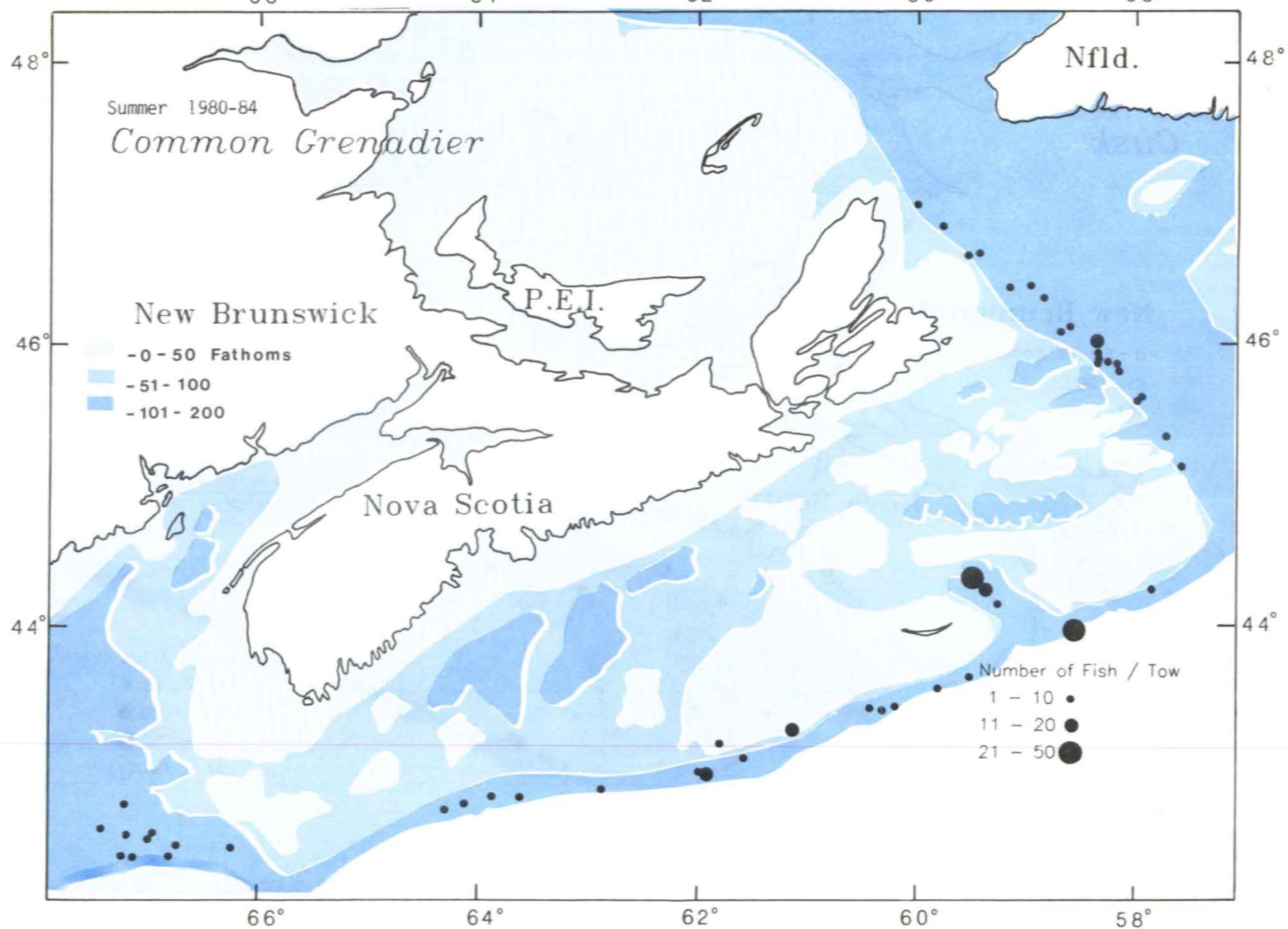 48°
48°
Nfld.
Summer 1980-84
Common Grenadier
P.E.I.
New Brunswick
46°
46°
-0-50 Fathoms
-51-100
-101-200
Nova Scotia
44°
44°
Number of Fish / Tow
1 - 10
11 - 20
21 - 50
66° 64° 62° 60° 58°